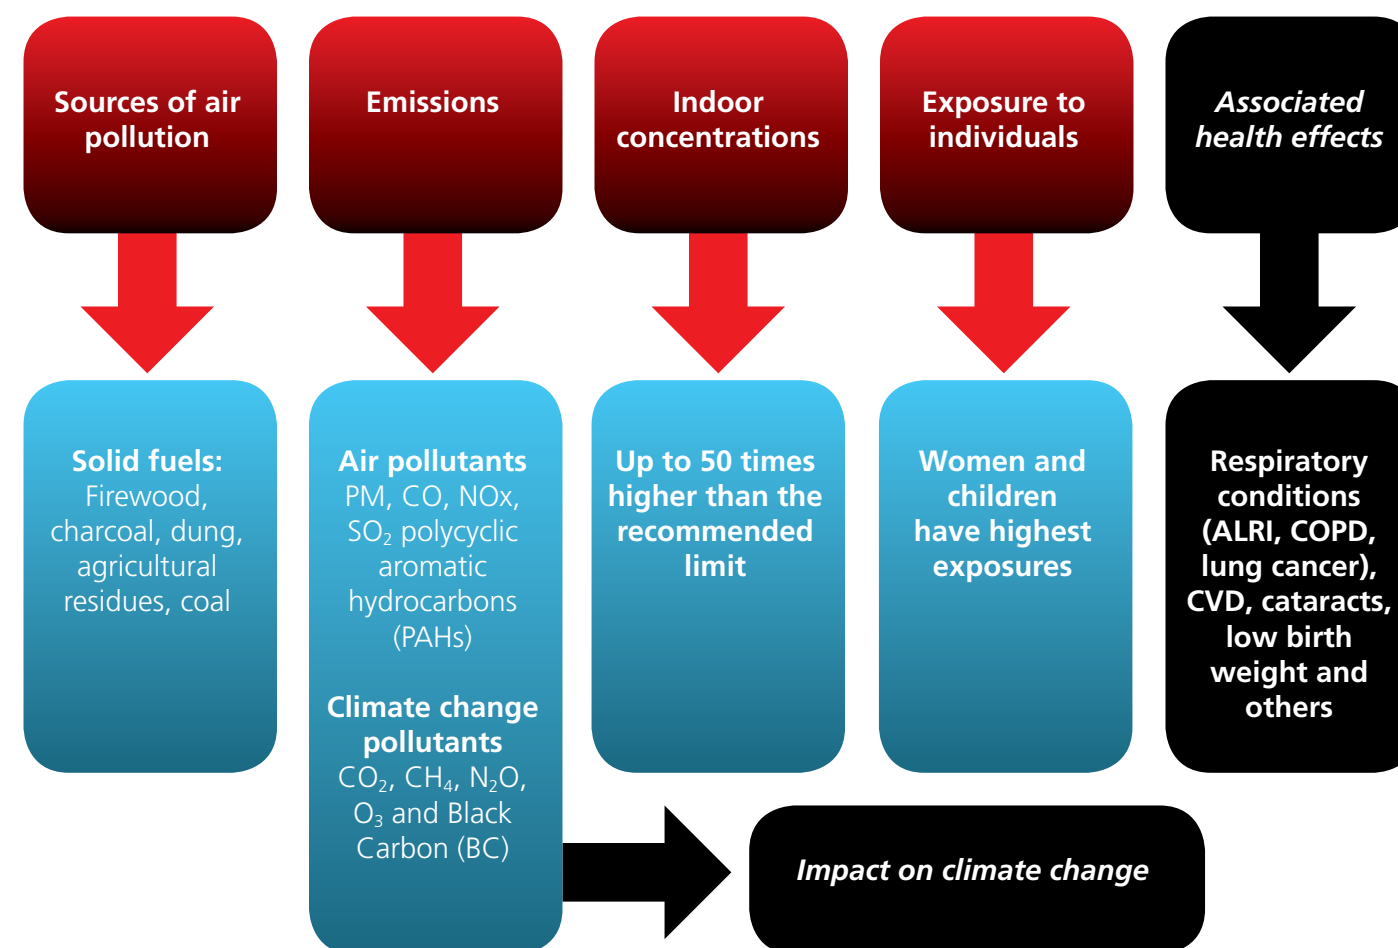 Sources of air
pollution
Emissions
Indoor
concentrations
Exposure to
individuals
Associated
health effects
Solid fuels:
Firewood,
charcoal, dung,
agricultural
residues, coal
Air pollutants
PM, CO, NOx,
SO₂ polycyclic
aromatic
hydrocarbons
(PAHs)
Climate change
pollutants
CO₂, CH₄, N₂O,
O₃ and Black
Carbon (BC)
Up to 50 times
higher than the
recommended
limit
Women and
children
have highest
exposures
Respiratory
conditions
(ALRI, COPD,
lung cancer),
CVD, cataracts,
low birth
weight and
others
Impact on climate change